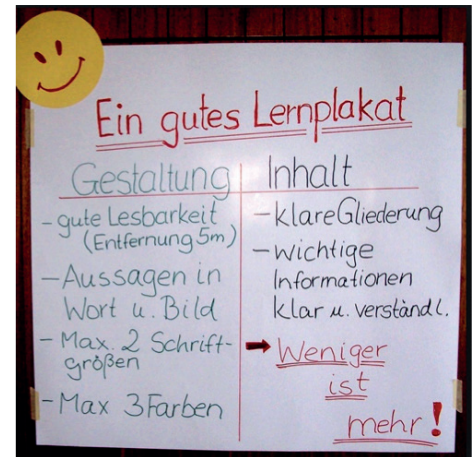 Ein gutes Lernplakat
Gestaltung
- gute Lesbarkeit
(Entfernung 5m)
- Aussagen in
Wort u. Bild
- Max. 2 Schrift-
größen
- Max 3 Farben
Inhalt
- klare Gliederung
- wichtige
Informationen
klar u. verständl.
➡ Weniger
ist
mehr!